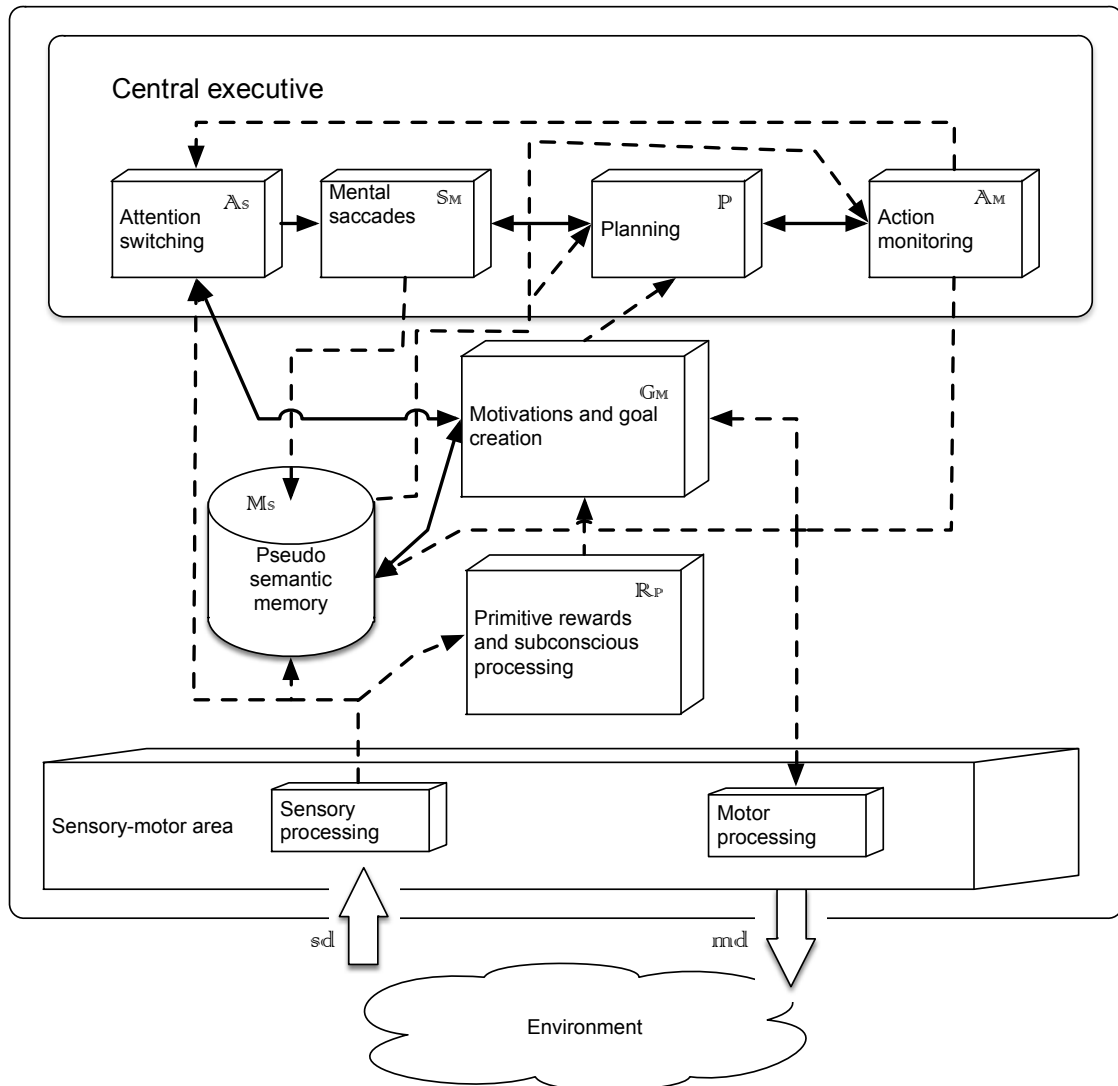 Central executive
𝔸S
Attention
switching
Mental
saccades
𝕊M
ℙ
Planning
𝔸M
Action
monitoring
𝔾M
Motivations and goal
creation
𝕄S
Pseudo
semantic
memory
ℝP
Primitive rewards
and subconscious
processing
Sensory-motor area
Sensory
processing
Motor
processing
𝕤𝕕
𝕞𝕕
Environment